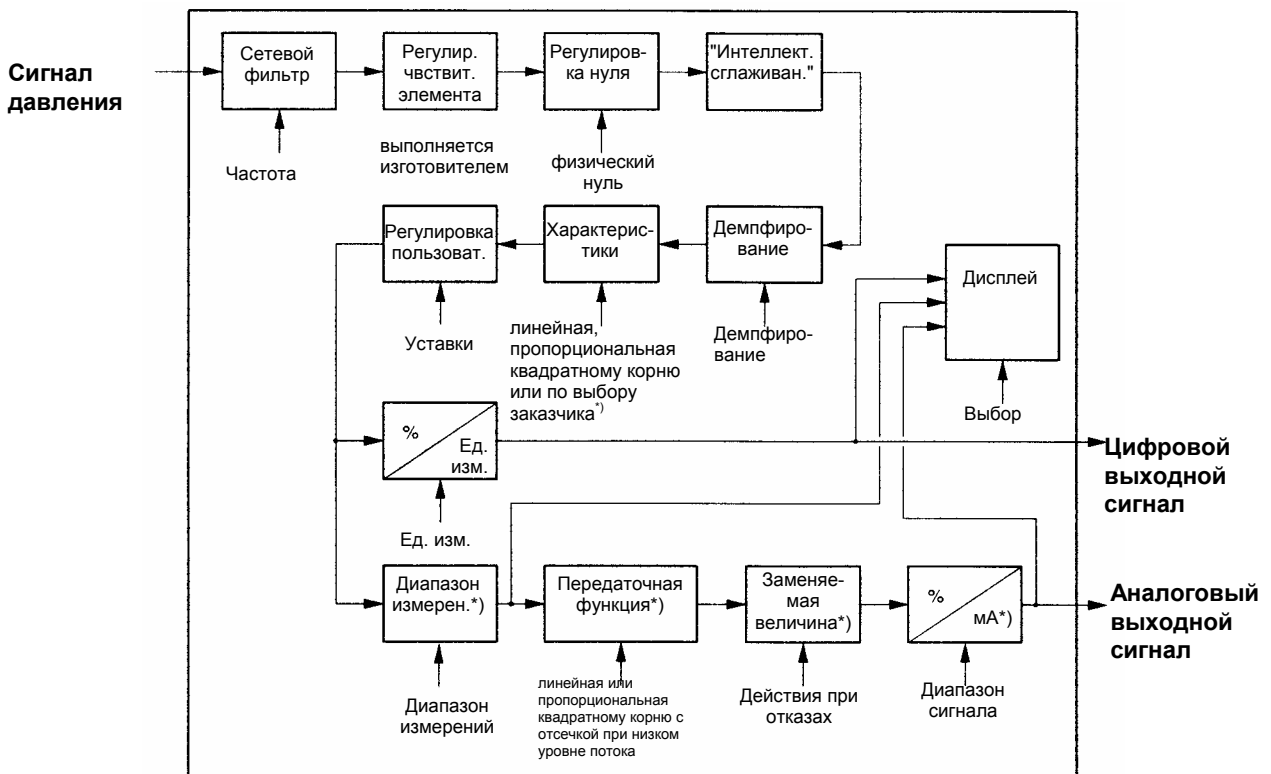 Сигнал
давления
Сетевой
фильтр
Регулир.
чвствит.
элемента
Регулиров-
ка нуля
"Интеллект.
сглаживан."
Частота
выполняется
изготовителем
физический
нуль
Регулировка
пользоват.
Характерис-
тики
Демпфиро-
вание
Дисплей
Уставки
линейная,
пропорциональная
квадратному корню
или по выбору
заказчика*)
Демпфиро-
вание
Выбор
%
Ед.
изм.
Цифровой
выходной
сигнал
Ед. изм.
Диапазон
измерен.*)
Передаточная
функция*)
Заменяе-
мая
величина*)
%
мА*)
Аналоговый
выходной
сигнал
Диапазон
измерений
линейная или
пропорциональная
квадратному корню с
отсечкой при низком
уровне потока
Действия при
отказах
Диапазон
сигнала